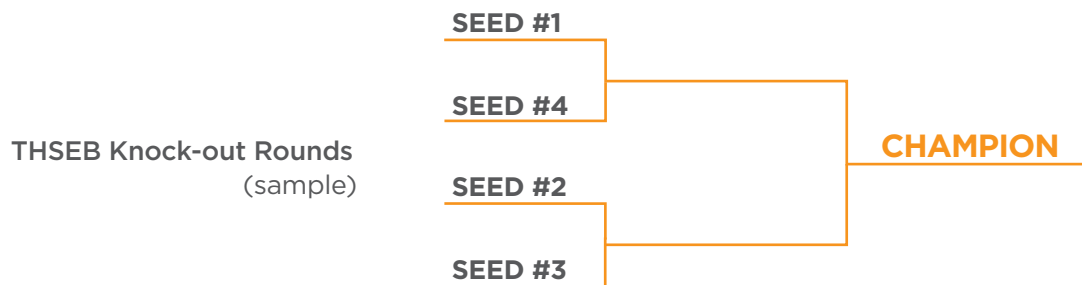 SEED #1
SEED #4
CHAMPION
THSEB Knock-out Rounds
(sample)
SEED #2
SEED #3